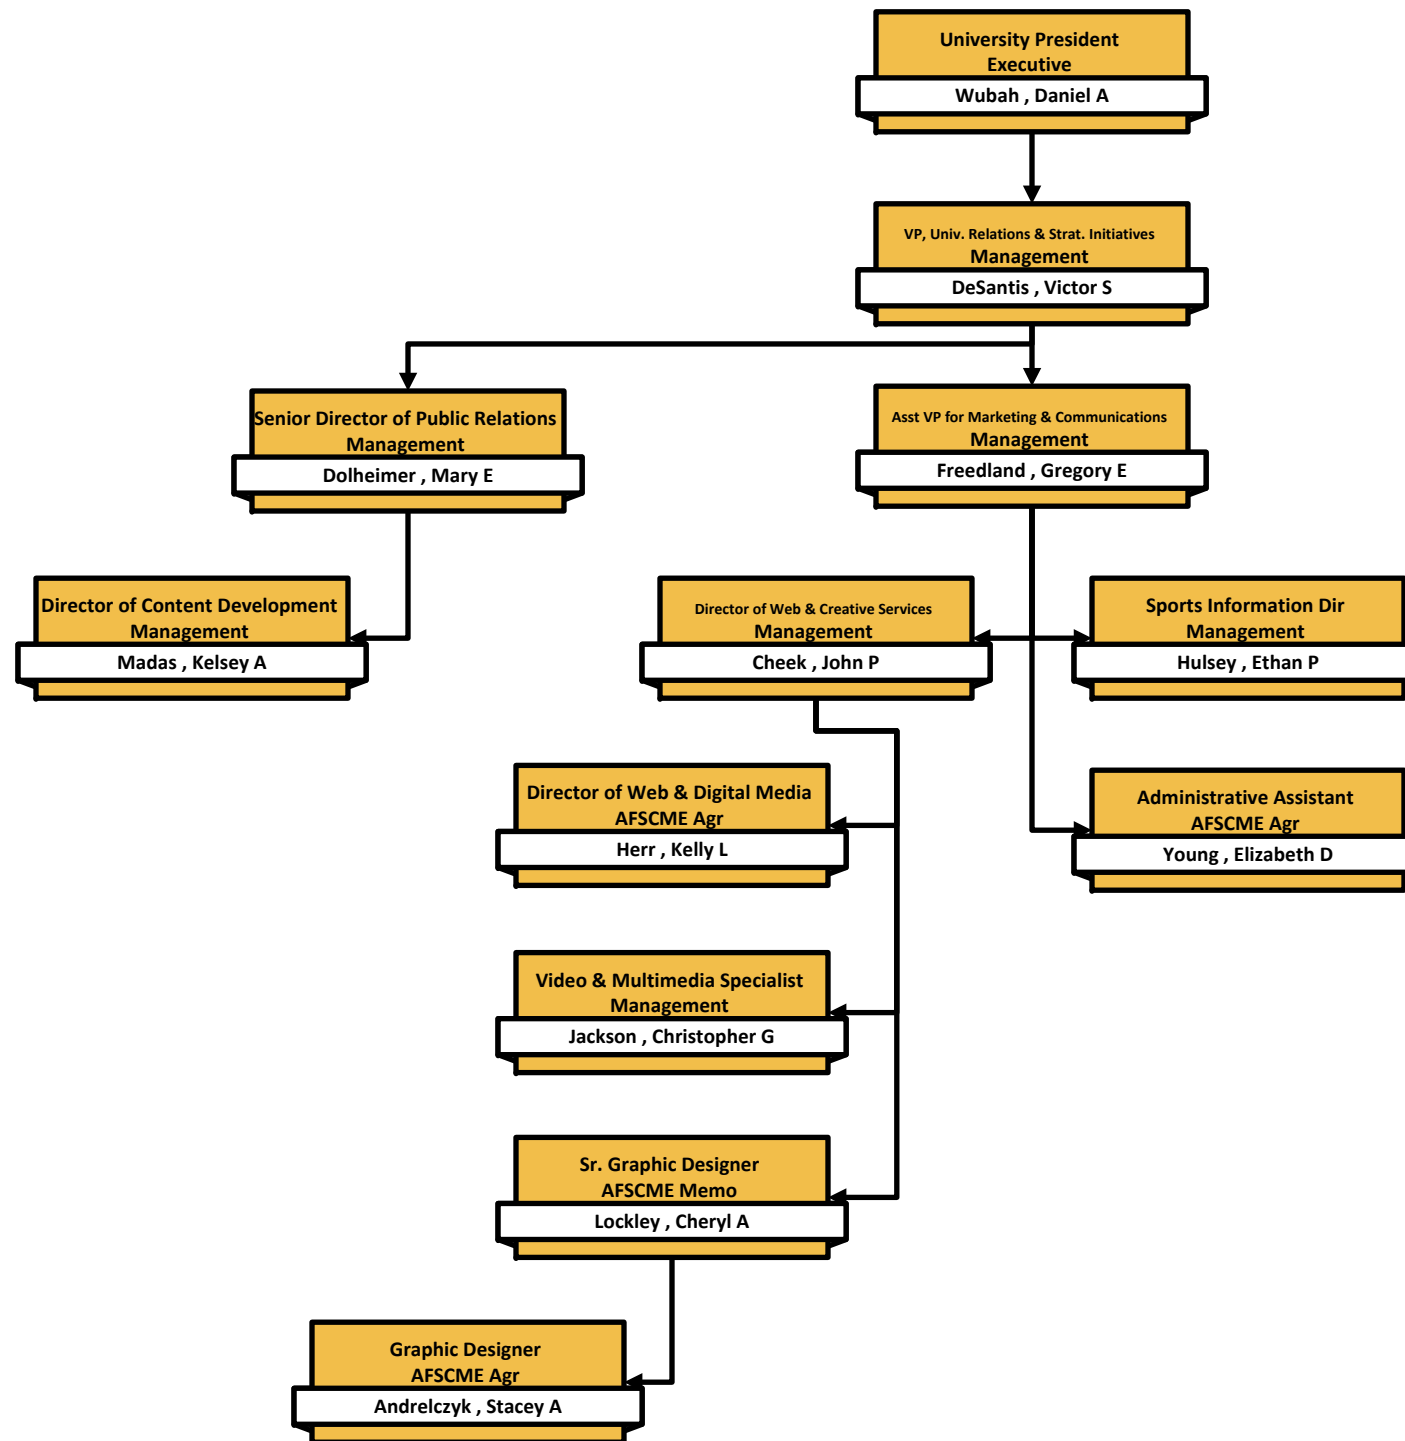 University President
Executive
Wubah , Daniel A
VP, Univ. Relations & Strat. Initiatives
Management
DeSantis , Victor S
Senior Director of Public Relations
Management
Dolheimer , Mary E
Asst VP for Marketing & Communications
Management
Freedland , Gregory E
Director of Content Development
Management
Madas , Kelsey A
Director of Web & Creative Services
Management
Cheek , John P
Sports Information Dir
Management
Hulsey , Ethan P
Director of Web & Digital Media
AFSCME Agr
Herr , Kelly L
Administrative Assistant
AFSCME Agr
Young , Elizabeth D
Video & Multimedia Specialist
Management
Jackson , Christopher G
Sr. Graphic Designer
AFSCME Memo
Lockley , Cheryl A
Graphic Designer
AFSCME Agr
Andrelczyk , Stacey A